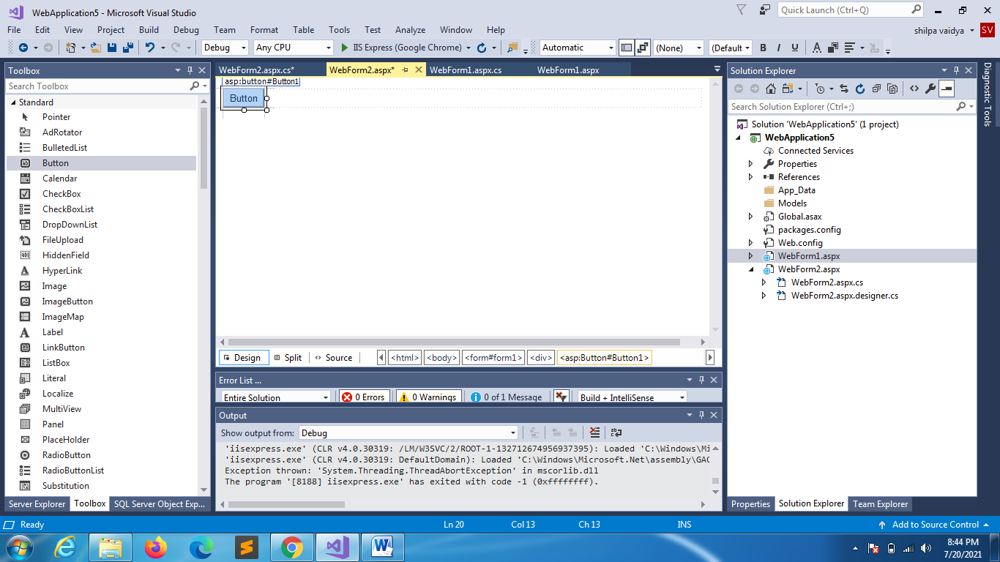 WebApplication5 - Microsoft Visual Studio
Quick Launch (Ctrl+Q)
File Edit View Project Build Debug Team Format Table Tools Test Analyze Window Help
shilpa vaidya SV
Debug Any CPU IIS Express (Google Chrome) Automatic (None) (Default B I U A
Toolbox
Search Toolbox
Standard
Pointer
AdRotator
BulletedList
Button
Calendar
CheckBox
CheckBoxList
DropDownList
FileUpload
HiddenField
HyperLink
Image
ImageButton
ImageMap
Label
LinkButton
ListBox
Literal
Localize
MultiView
Panel
PlaceHolder
RadioButton
RadioButtonList
Substitution
Server Explorer Toolbox SQL Server Object Exp...
WebForm2.aspx.cs* WebForm2.aspx* WebForm1.aspx.cs WebForm1.aspx
asp:button#Button1
Button
Design Split Source <html> <body> <form#form1> <div> <asp:Button#Button1>
Error List ...
Entire Solution 0 Errors 0 Warnings 0 of 1 Message Build + IntelliSense
Output
Show output from: Debug
'iisexpress.exe' (CLR v4.0.30319: /LM/W3SVC/2/ROOT-1-132712674956937395): Loaded 'C:\Windows\Mi
'iisexpress.exe' (CLR v4.0.30319: DefaultDomain): Loaded 'C:\Windows\Microsoft.Net\assembly\GAC
Exception thrown: 'System.Threading.ThreadAbortException' in mscorlib.dll
The program '[8188] iisexpress.exe' has exited with code -1 (0xffffffff).
Solution Explorer
Search Solution Explorer (Ctrl+;)
Solution 'WebApplication5' (1 project)
WebApplication5
Connected Services
Properties
References
App_Data
Models
Global.asax
packages.config
Web.config
WebForm1.aspx
WebForm2.aspx
WebForm2.aspx.cs
WebForm2.aspx.designer.cs
Properties Solution Explorer Team Explorer
Diagnostic Tools
Ready Ln 20 Col 13 Ch 13 INS Add to Source Control
8:44 PM
7/20/2021